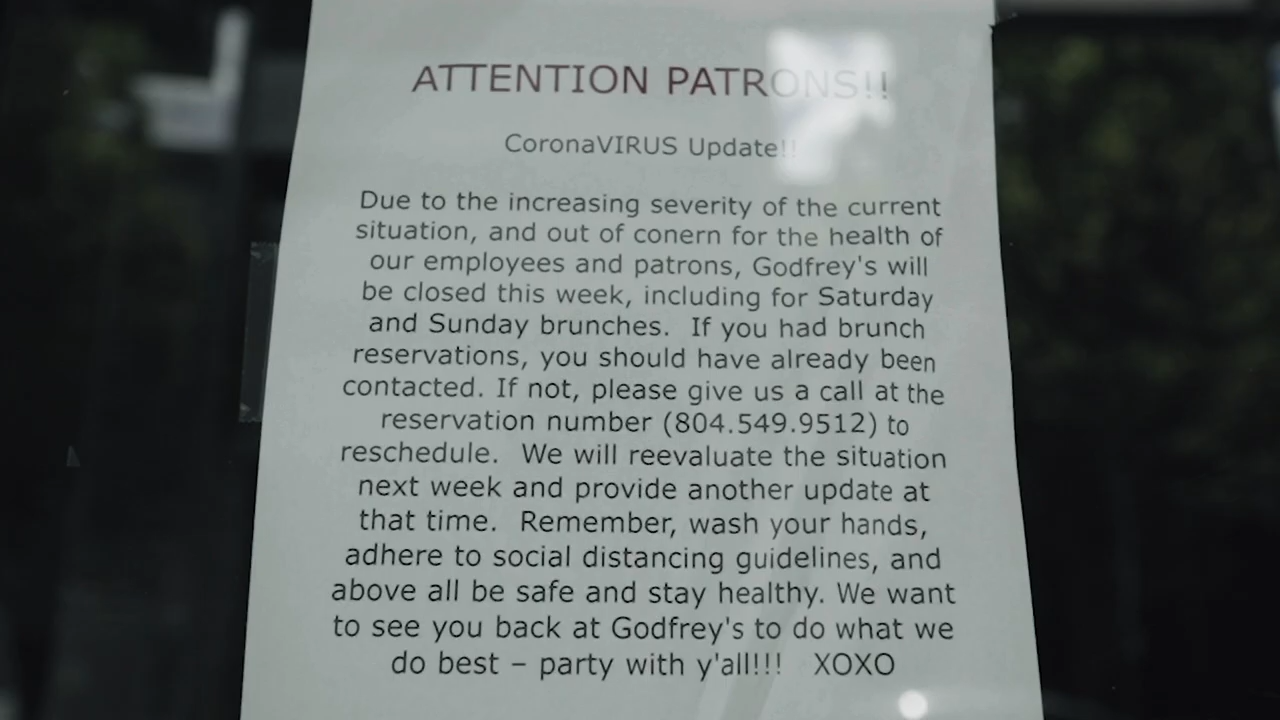 ATTENTION PATRONS!!
CoronaVIRUS Update!!
Due to the increasing severity of the current
situation, and out of conern for the health of
our employees and patrons, Godfrey's will
be closed this week, including for Saturday
and Sunday brunches.  If you had brunch
reservations, you should have already been
contacted. If not, please give us a call at the
reservation number (804.549.9512) to
reschedule.  We will reevaluate the situation
next week and provide another update at
that time.  Remember, wash your hands,
adhere to social distancing guidelines, and
above all be safe and stay healthy. We want
to see you back at Godfrey's to do what we
do best – party with y'all!!!   XOXO